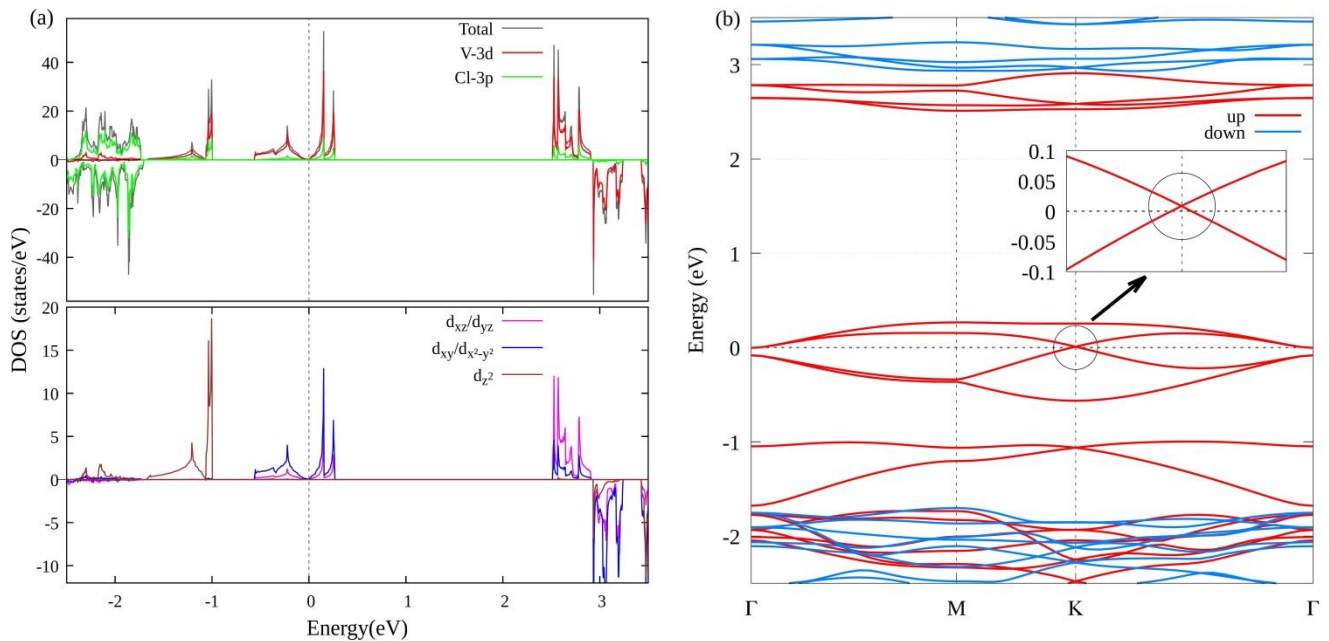 (a)
Total
V-3d
Cl-3p
40
20
0
-20
-40
DOS (states/eV)
20
15
10
5
0
-5
-10
d_xz/d_yz
d_xy/d_x²-y²
d_z²
-2 -1 0 1 2 3
Energy(eV)
(b)
3
2
1
0
-1
-2
Energy (eV)
up
down
0.1
0.05
0
-0.05
-0.1
Γ M K Γ